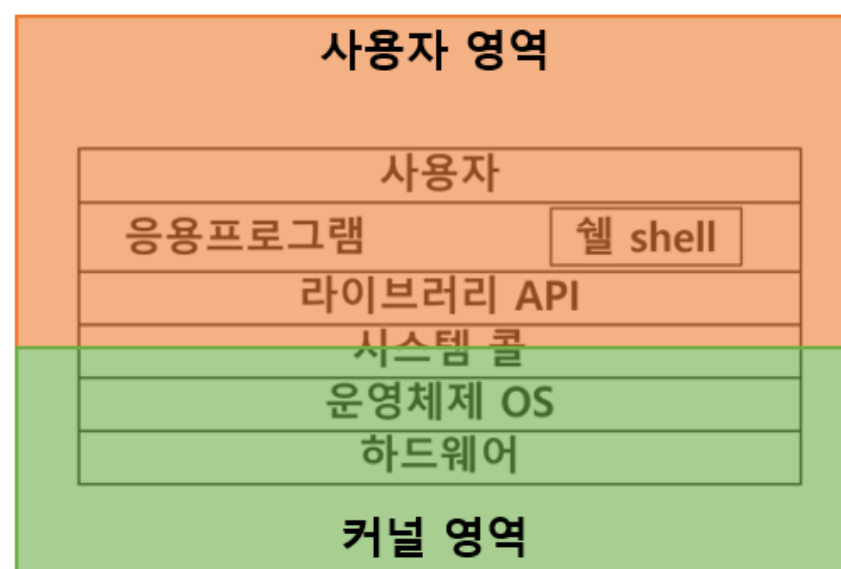 사용자 영역
사용자
응용프로그램 쉘 shell
라이브러리 API
시스템 콜
운영체제 OS
하드웨어
커널 영역